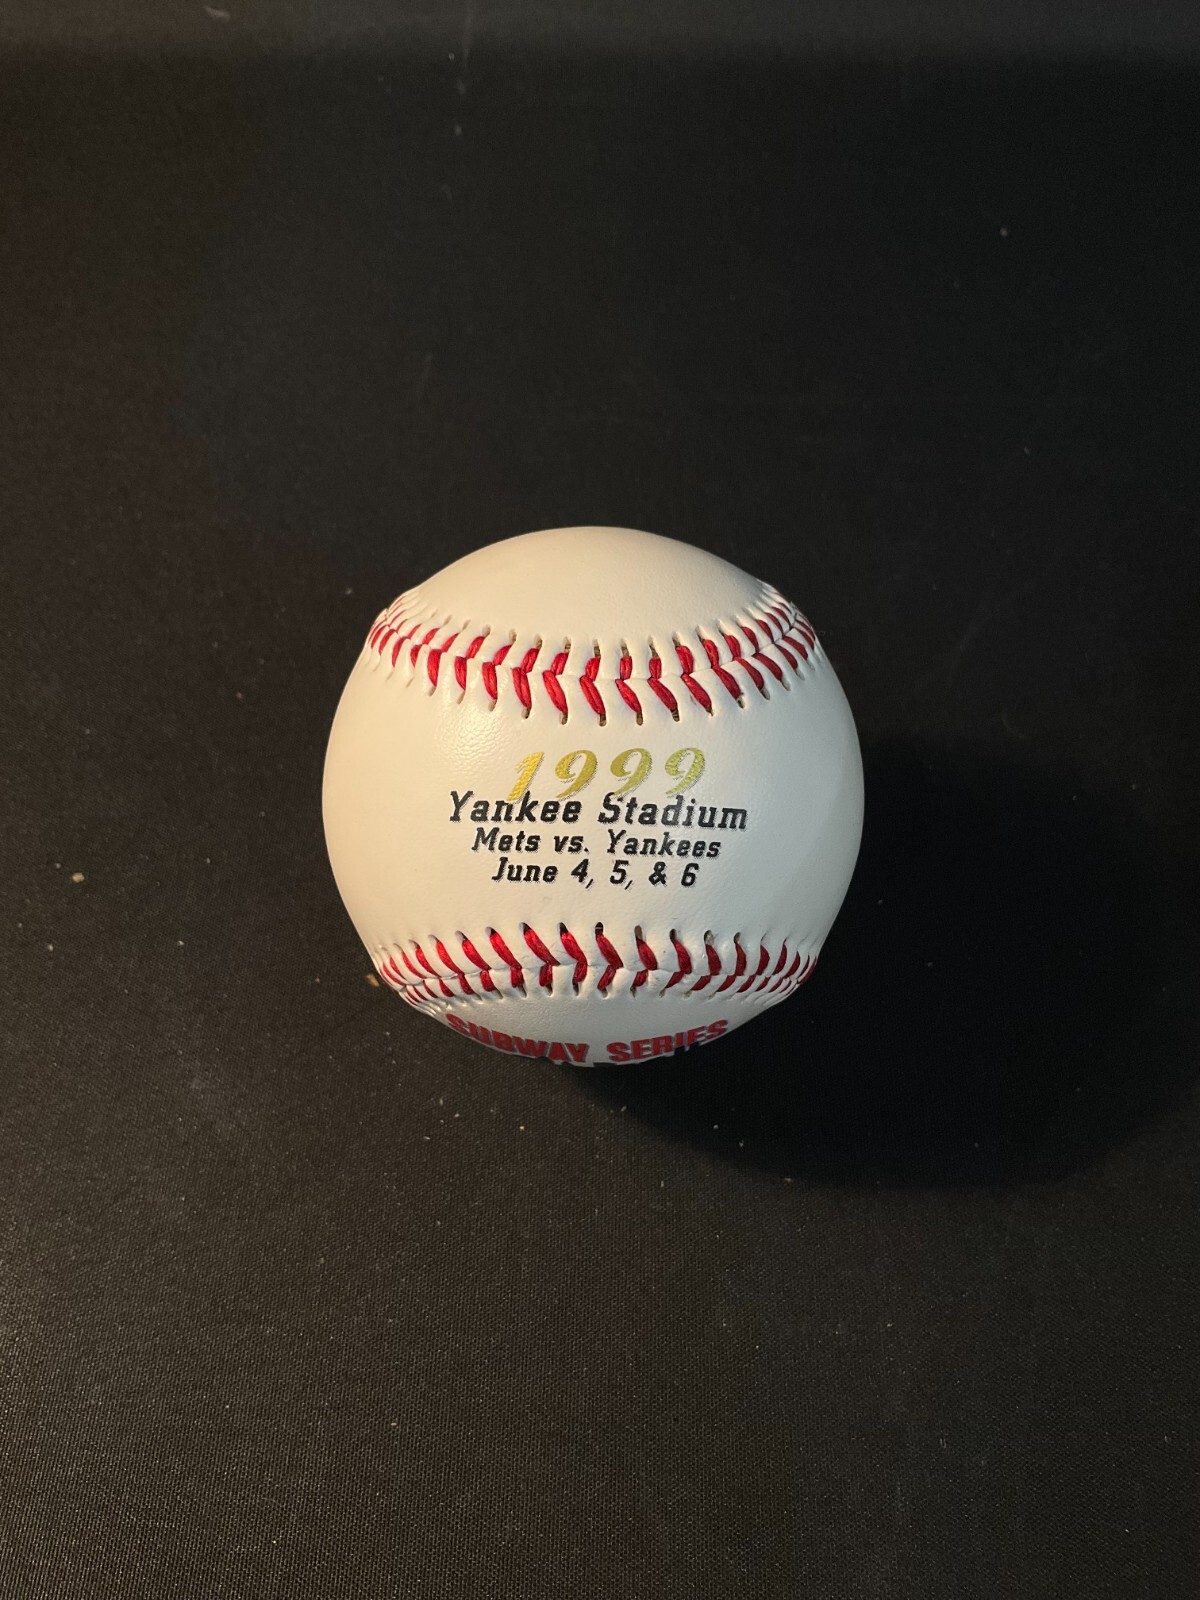 1999
Yankee Stadium
Mets vs. Yankees
June 4, 5, & 6
SUBWAY SERIES